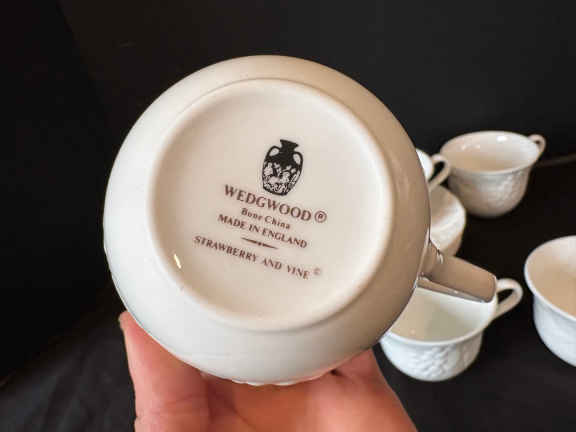 WEDGWOOD®
Bone China
MADE IN ENGLAND
STRAWBERRY AND VINE ©